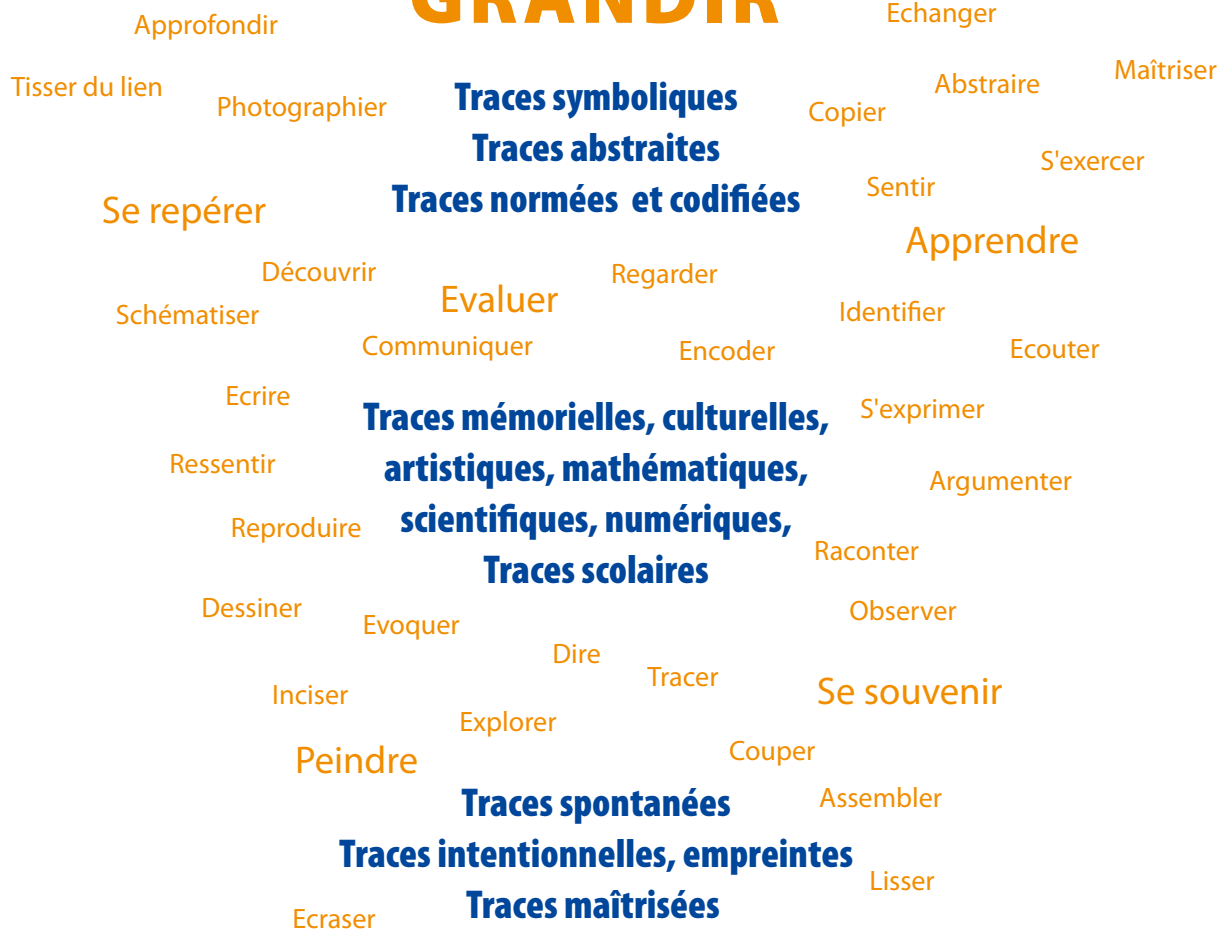 GRANDIR
Echanger
Approfondir
Maîtriser
Tisser du lien
Abstraire
Photographier
Traces symboliques
Copier
Traces abstraites
S'exercer
Sentir
Traces normées et codifiées
Se repérer
Apprendre
Découvrir
Regarder
Evaluer
Schématiser
Identifier
Communiquer
Encoder
Ecouter
Ecrire
Traces mémorielles, culturelles,
S'exprimer
Ressentir
artistiques, mathématiques,
Argumenter
Reproduire
scientifiques, numériques,
Raconter
Traces scolaires
Dessiner
Observer
Evoquer
Dire
Tracer
Se souvenir
Inciser
Explorer
Couper
Peindre
Traces spontanées
Assembler
Traces intentionnelles, empreintes
Lisser
Traces maîtrisées
Ecraser